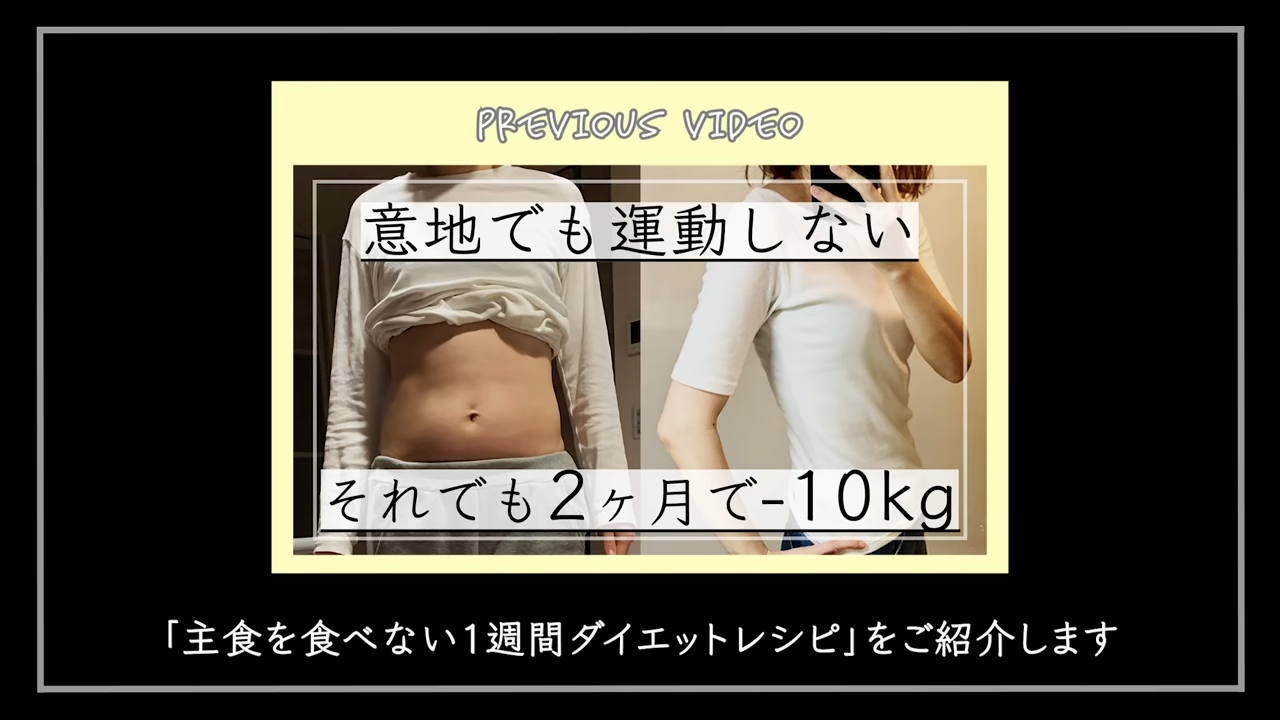 PREVIOUS VIDEO
意地でも運動しない
それでも2ヶ月で-10kg
「主食を食べない1週間ダイエットレシピ」をご紹介します